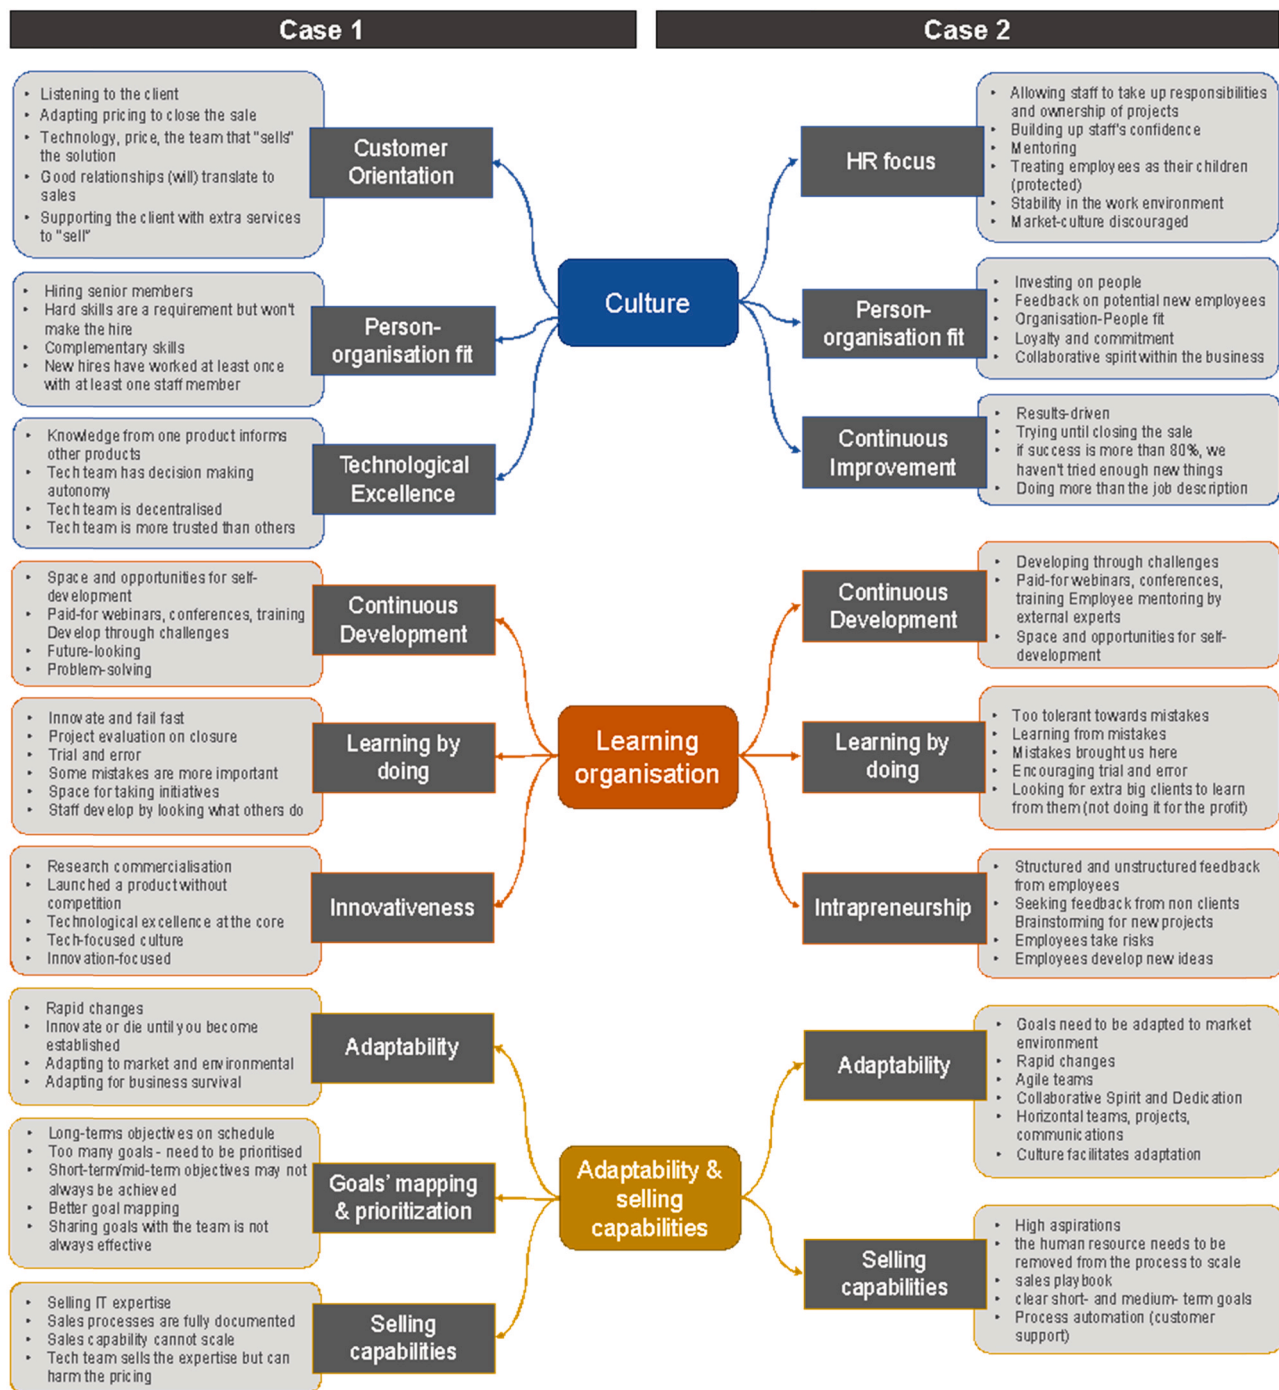 Case 1
Case 2
• Listening to the client
• Adapting pricing to close the sale
• Technology, price, the team that "sells"
the solution
• Good relationships (will) translate to
sales
• Supporting the client with extra services
to "sell"
Customer
Orientation
• Hiring senior members
• Hard skills are a requirement but won't
make the hire
• Complementary skills
• New hires have worked at least once
with at least one staff member
Person-
organisation fit
• Knowledge from one product informs
other products
• Tech team has decision making
autonomy
• Tech team is decentralised
• Tech team is more trusted than others
Technological
Excellence
Culture
HR focus
• Allowing staff to take up responsibilities
and ownership of projects
• Building up staff's confidence
• Mentoring
• Treating employees as their children
(protected)
• Stability in the work environment
• Market-culture discouraged
Person-
organisation fit
• Investing on people
• Feedback on potential new employees
• Organisation-People fit
• Loyalty and commitment
• Collaborative spirit within the business
Continuous
Improvement
• Results-driven
• Trying until closing the sale
• if success is more than 80%, we
haven't tried enough new things
• Doing more than the job description
• Space and opportunities for self-
development
• Paid-for webinars, conferences, training
Develop through challenges
• Future-looking
• Problem-solving
Continuous
Development
• Innovate and fail fast
• Project evaluation on closure
• Trial and error
• Some mistakes are more important
• Space for taking initiatives
• Staff develop by looking what others do
Learning by
doing
• Research commercialisation
• Launched a product without
competition
• Technological excellence at the core
• Tech-focused culture
• Innovation-focused
Innovativeness
Learning
organisation
Continuous
Development
• Developing through challenges
• Paid-for webinars, conferences,
training Employee mentoring by
external experts
• Space and opportunities for self-
development
Learning by
doing
• Too tolerant towards mistakes
• Learning from mistakes
• Mistakes brought us here
• Encouraging trial and error
• Looking for extra big clients to learn
from them (not doing it for the profit)
Intrapreneurship
• Structured and unstructured feedback
from employees
• Seeking feedback from non clients
Brainstorming for new projects
• Employees take risks
• Employees develop new ideas
• Rapid changes
• Innovate or die until you become
established
• Adapting to market and environmental
• Adapting for business survival
Adaptability
• Long-terms objectives on schedule
• Too many goals - need to be prioritised
• Short-term/mid-term objectives may not
always be achieved
• Better goal mapping
• Sharing goals with the team is not
always effective
Goals' mapping
& prioritization
• Selling IT expertise
• Sales processes are fully documented
• Sales capability cannot scale
• Tech team sells the expertise but can
harm the pricing
Selling
capabilities
Adaptability &
selling
capabilities
Adaptability
• Goals need to be adapted to market
environment
• Rapid changes
• Agile teams
• Collaborative Spirit and Dedication
• Horizontal teams, projects,
communications
• Culture facilitates adaptation
Selling
capabilities
• High aspirations
• the human resource needs to be
removed from the process to scale
• sales playbook
• clear short- and medium- term goals
• Process automation (customer
support)